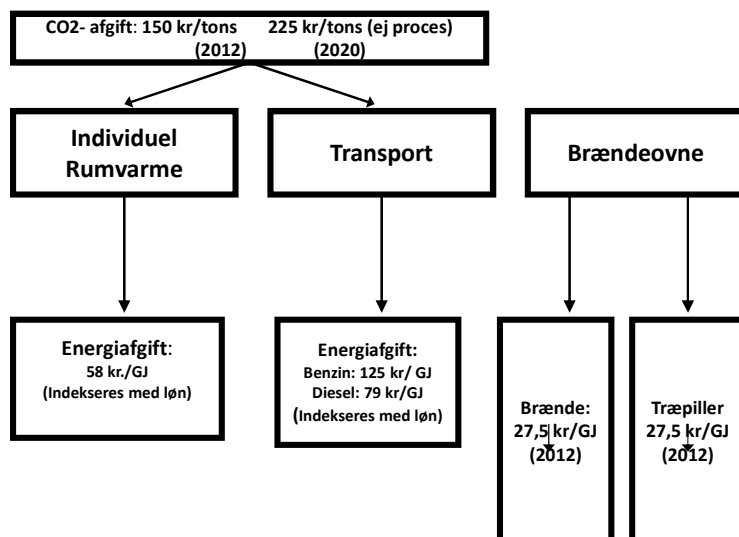 CO2- afgift: 150 kr/tons 225 kr/tons (ej proces)
(2012) (2020)
Individuel
Rumvarme
Transport
Brændeovne
Energiafgift:
58 kr./GJ
(Indekseres med løn)
Energiafgift:
Benzin: 125 kr/ GJ
Diesel: 79 kr/GJ
(Indekseres med løn)
Brænde:
27,5 kr/GJ
(2012)
Træpiller
27,5 kr/GJ
(2012)